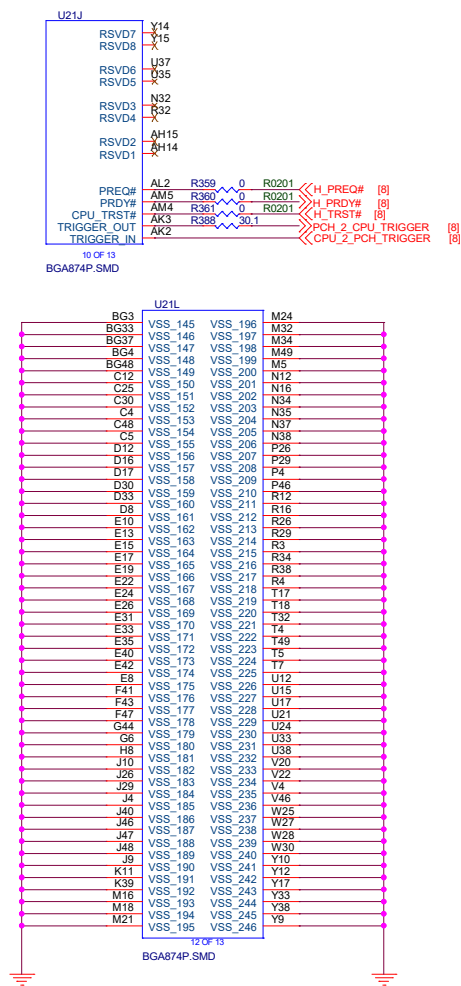 U21J
RSVD7 Y14
RSVD8 Y15
RSVD6 U37
RSVD5 U35
RSVD3 N32
RSVD4 R32
RSVD2 AH15
RSVD1 AH14
PREQ# AL2 R359 0 R0201 H_PREQ# [8]
PRDY# AM5 R360 0 R0201 H_PRDY# [8]
CPU_TRST# AM4 R361 0 R0201 H_TRST# [8]
TRIGGER_OUT AK3 R388 30.1 PCH_2_CPU_TRIGGER [8]
TRIGGER_IN AK2 CPU_2_PCH_TRIGGER [8]
10 OF 13
BGA874P.SMD
U21L
BG3 VSS_145 VSS_196 M24
BG33 VSS_146 VSS_197 M32
BG37 VSS_147 VSS_198 M34
BG4 VSS_148 VSS_199 M49
BG48 VSS_149 VSS_200 M5
C12 VSS_150 VSS_201 N12
C25 VSS_151 VSS_202 N16
C30 VSS_152 VSS_203 N34
C4 VSS_153 VSS_204 N35
C48 VSS_154 VSS_205 N37
C5 VSS_155 VSS_206 N38
D12 VSS_156 VSS_207 P26
D16 VSS_157 VSS_208 P29
D17 VSS_158 VSS_209 P4
D30 VSS_159 VSS_210 P46
D33 VSS_160 VSS_211 R12
D8 VSS_161 VSS_212 R16
E10 VSS_162 VSS_213 R26
E13 VSS_163 VSS_214 R29
E15 VSS_164 VSS_215 R3
E17 VSS_165 VSS_216 R34
E19 VSS_166 VSS_217 R38
E22 VSS_167 VSS_218 R4
E24 VSS_168 VSS_219 T17
E26 VSS_169 VSS_220 T18
E31 VSS_170 VSS_221 T32
E33 VSS_171 VSS_222 T4
E35 VSS_172 VSS_223 T49
E40 VSS_173 VSS_224 T5
E42 VSS_174 VSS_225 T7
E8 VSS_175 VSS_226 U12
F41 VSS_176 VSS_227 U15
F43 VSS_177 VSS_228 U17
F47 VSS_178 VSS_229 U21
G44 VSS_179 VSS_230 U24
G6 VSS_180 VSS_231 U33
H8 VSS_181 VSS_232 U38
J10 VSS_182 VSS_233 V20
J26 VSS_183 VSS_234 V22
J29 VSS_184 VSS_235 V4
J4 VSS_185 VSS_236 V46
J40 VSS_186 VSS_237 W25
J46 VSS_187 VSS_238 W27
J47 VSS_188 VSS_239 W28
J48 VSS_189 VSS_240 W30
J9 VSS_190 VSS_241 Y10
K11 VSS_191 VSS_242 Y12
K39 VSS_192 VSS_243 Y17
M16 VSS_193 VSS_244 Y33
M18 VSS_194 VSS_245 Y38
M21 VSS_195 VSS_246 Y9
12 OF 13
BGA874P.SMD